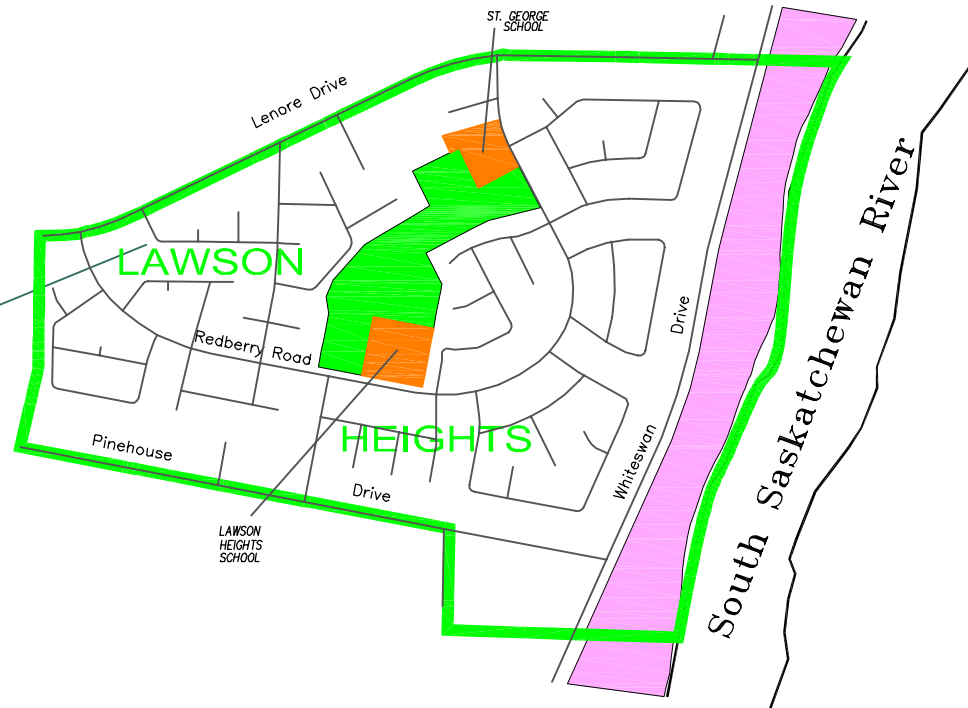 ST. GEORGE
SCHOOL
Lenore Drive
LAWSON
Redberry Road
HEIGHTS
Pinehouse
Drive
Whiteswan
Drive
LAWSON
HEIGHTS
SCHOOL
South Saskatchewan River